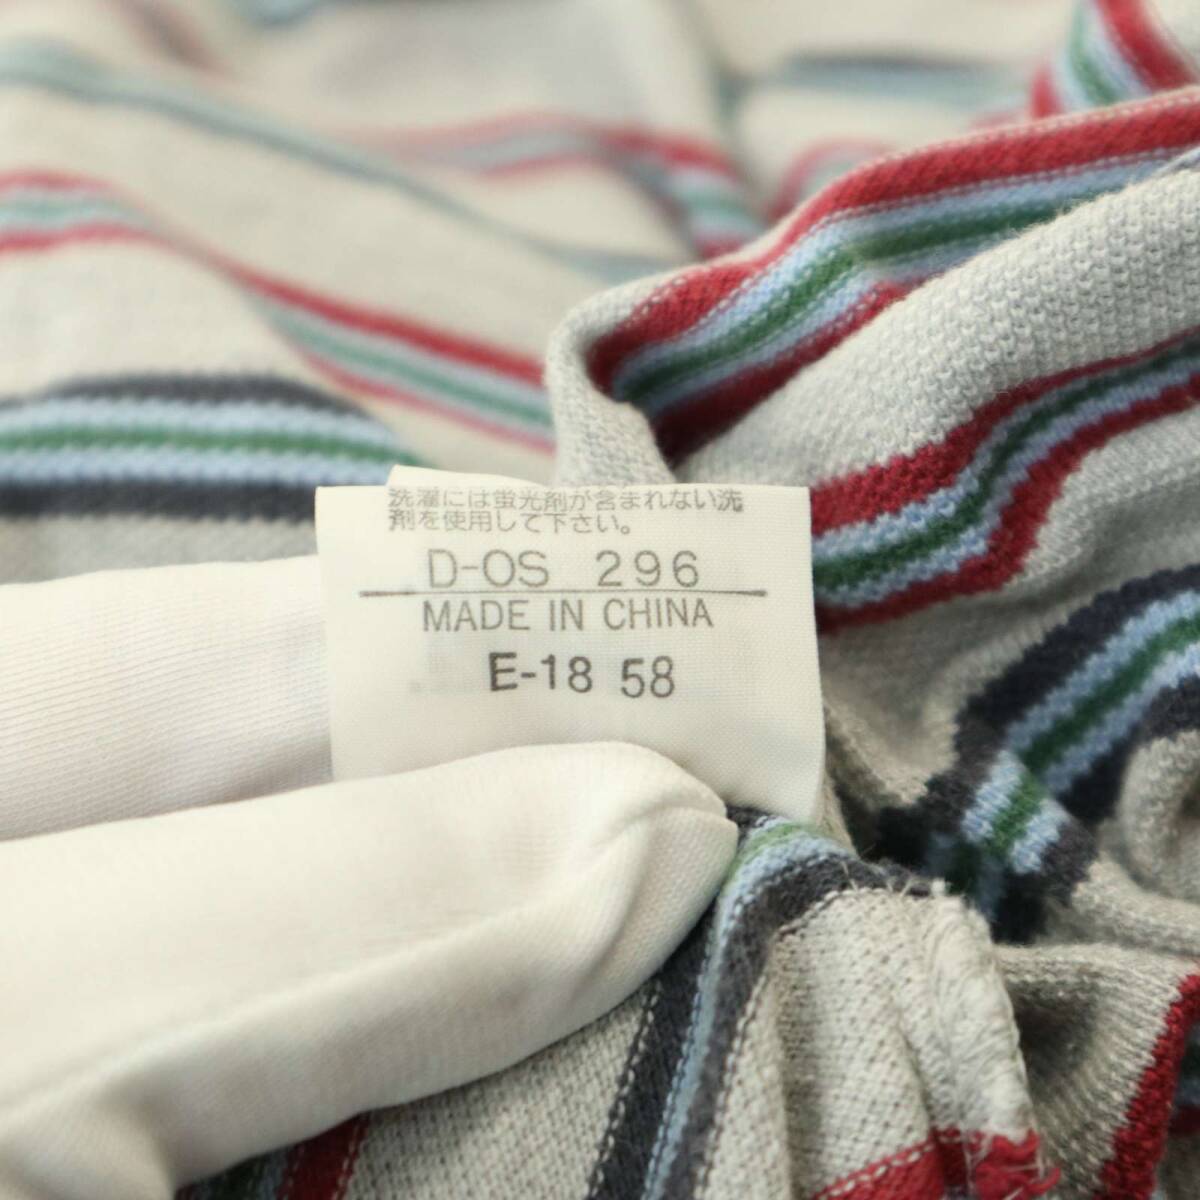 洗濯には蛍光剤が含まれない洗
剤を使用して下さい。
D-OS 296
MADE IN CHINA
E-18 58